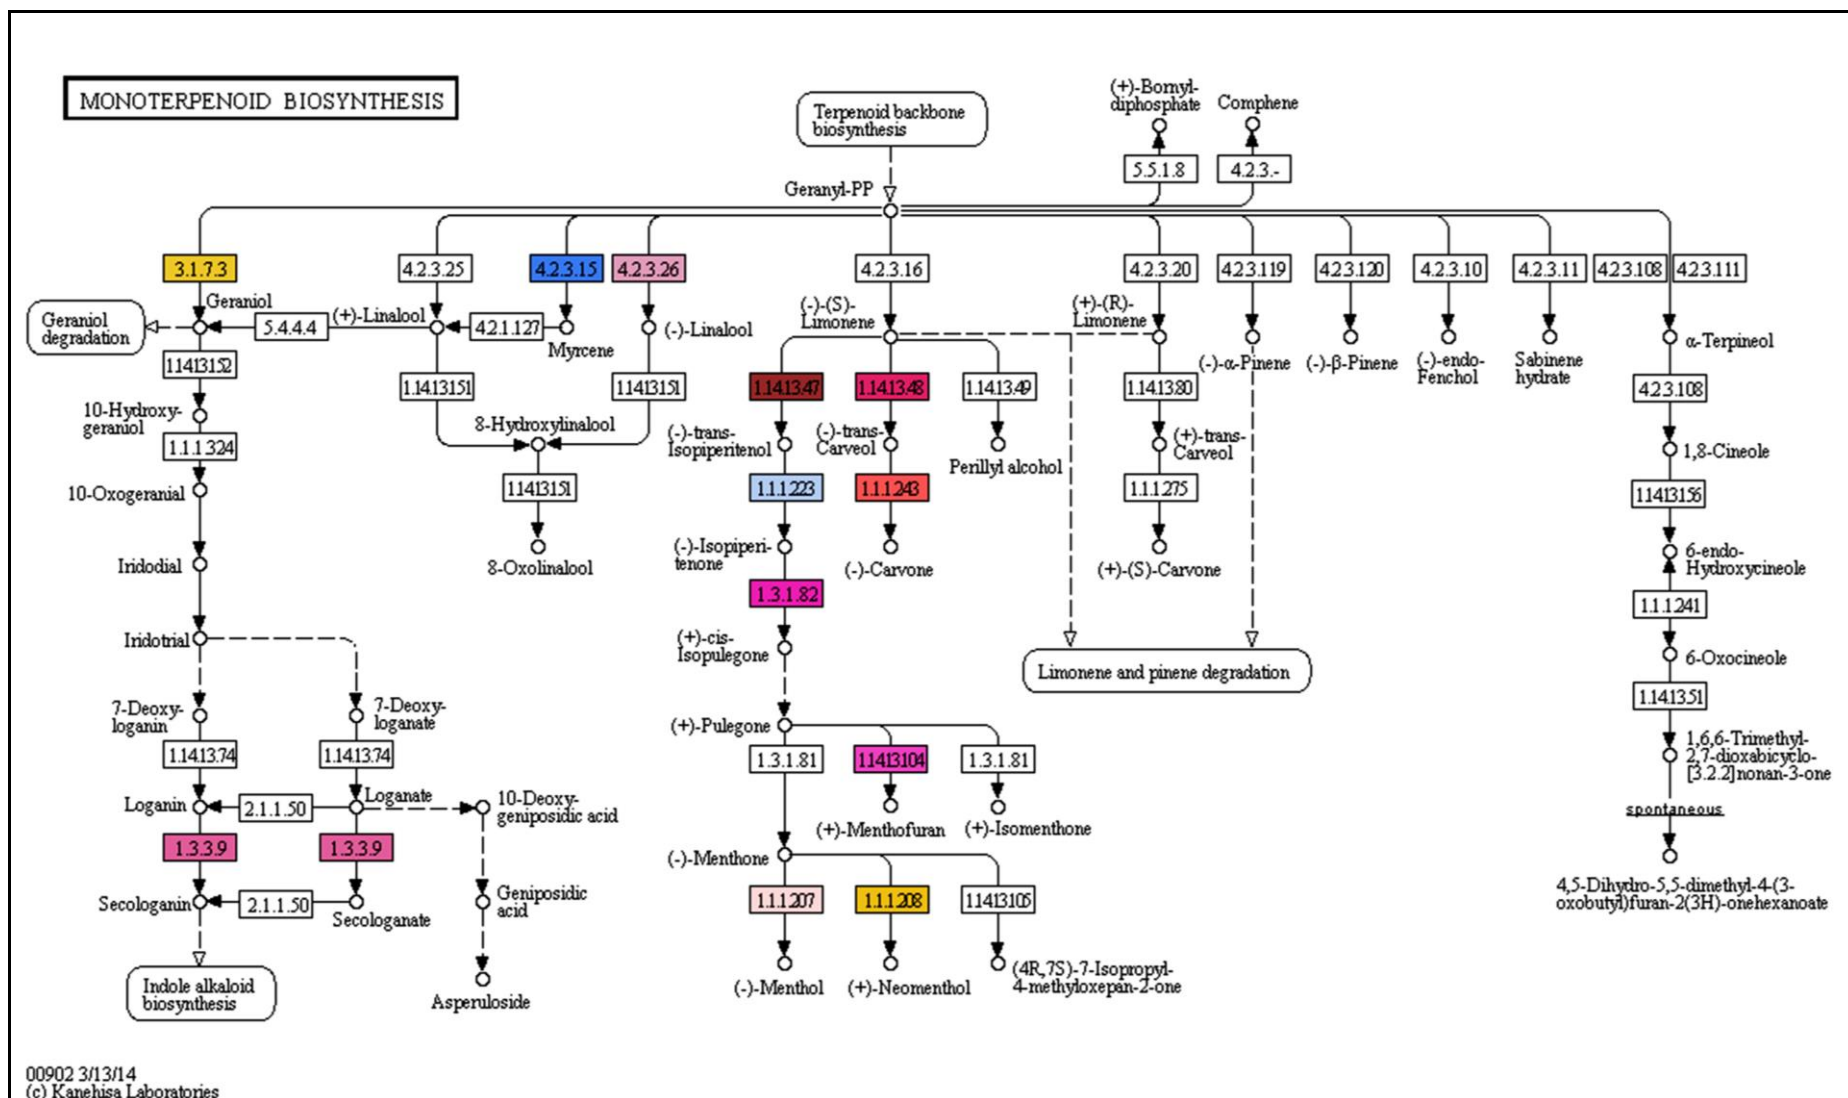 MONOTERPENOID BIOSYNTHESIS
Terpenoid backbone
biosynthesis
(+)-Bornyl-
diphosphate
Comphene
5.5.1.8
4.2.3.-
Geranyl-PP
3.1.7.3
4.2.3.25
4.2.3.15
4.2.3.26
4.2.3.16
4.2.3.20
4.2.3.119
4.2.3.120
4.2.3.10
4.2.3.11
4.2.3.108
4.2.3.111
Geraniol
degradation
Geraniol
5.4.4.4
(+)-Linalool
4.2.1.127
Myrcene
(-)-Linalool
(-)-(S)-
Limonene
(+)-(R)-
Limonene
(-)-α-Pinene
(-)-β-Pinene
(-)-endo-
Fenchol
Sabinene
hydrate
α-Terpineol
1.14.13.152
1.14.13.151
1.14.13.151
1.14.13.47
1.14.13.48
1.14.13.49
1.14.13.80
4.2.3.108
10-Hydroxy-
geraniol
8-Hydroxylinalool
(-)-trans-
Isopiperitenol
(-)-trans-
Carveol
Perillyl alcohol
(+)-trans-
Carveol
1,8-Cineole
1.1.1.324
10-Oxogeranial
1.14.13.151
1.1.1.223
1.1.1.243
1.1.1.275
1.14.13.156
8-Oxolinalool
(-)-Isopiperi-
tenone
(-)-Carvone
(+)-(S)-Carvone
6-endo-
Hydroxycineole
Iridodial
1.3.1.82
1.1.1.241
Iridotrial
(+)-cis-
Isopulegone
Limonene and pinene degradation
6-Oxocineole
1.14.13.51
7-Deoxy-
loganin
7-Deoxy-
loganate
(+)-Pulegone
1.14.13.74
1.14.13.74
1.3.1.81
1.14.13.104
1.3.1.81
1,6,6-Trimethyl-
2,7-dioxabicyclo-
[3.2.2]nonan-3-one
Loganin
2.1.1.50
Loganate
10-Deoxy-
geniposidic acid
(+)-Menthofuran
(+)-Isomenthone
spontaneous
1.3.3.9
1.3.3.9
(-)-Menthone
Secologanin
2.1.1.50
Secologanate
Geniposidic
acid
1.1.1.207
1.1.1.208
1.14.13.105
4,5-Dihydro-5,5-dimethyl-4-(3-
oxobutyl)furan-2(3H)-onehexanoate
Indole alkaloid
biosynthesis
Asperuloside
(-)-Menthol
(+)-Neomenthol
(4R,7S)-7-Isopropyl-
4-methyloxepan-2-one
00902 3/13/14
(c) Kanehisa Laboratories